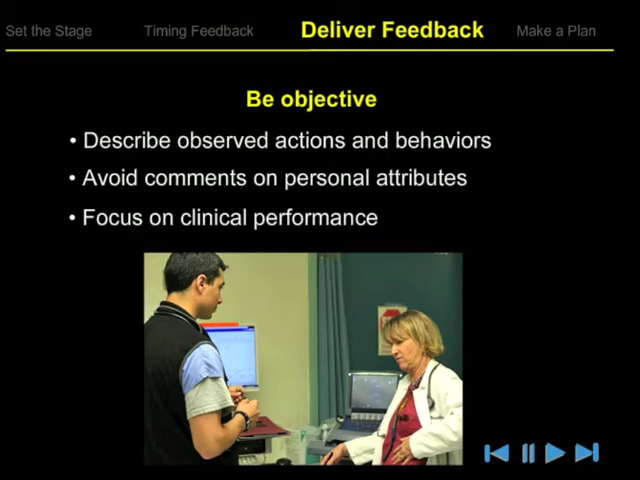 Set the Stage Timing Feedback Deliver Feedback Make a Plan
Be objective
• Describe observed actions and behaviors
• Avoid comments on personal attributes
• Focus on clinical performance